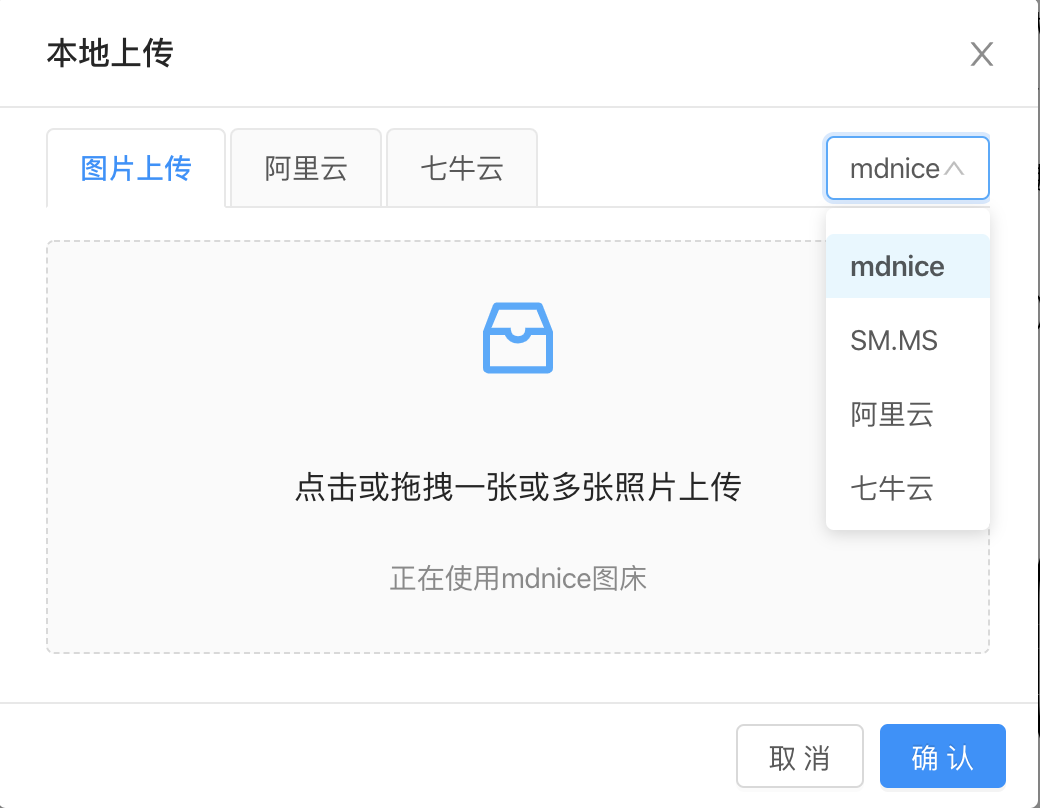 本地上传
图片上传
阿里云
七牛云
mdnice
mdnice
SM.MS
阿里云
七牛云
点击或拖拽一张或多张照片上传
正在使用mdnice图床
取 消
确 认